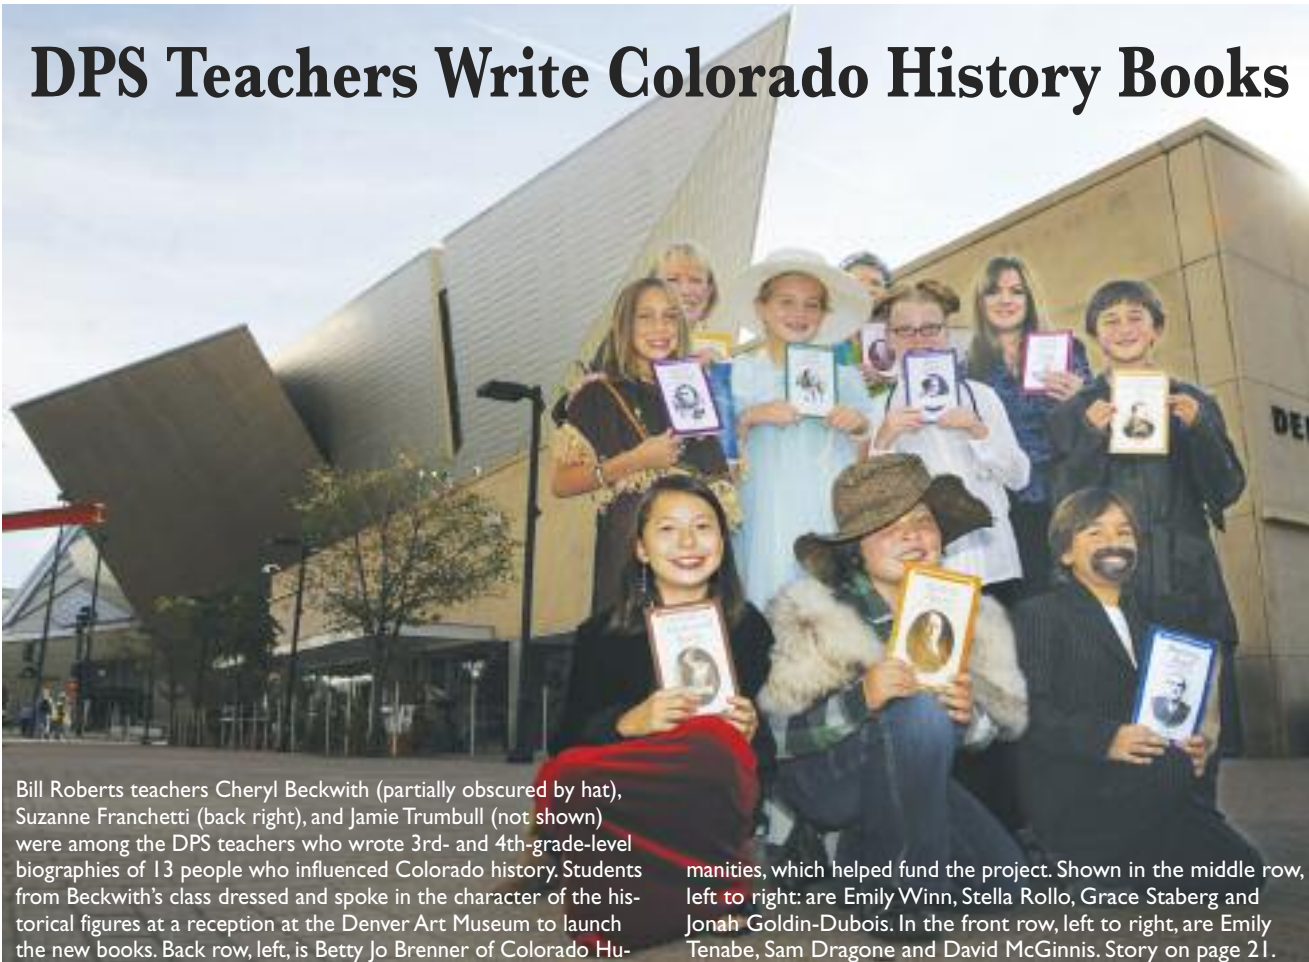 DPS Teachers Write Colorado History Books
DE
Bill Roberts teachers Cheryl Beckwith (partially obscured by hat),
Suzanne Franchetti (back right), and Jamie Trumbull (not shown)
were among the DPS teachers who wrote 3rd- and 4th-grade-level
biographies of 13 people who influenced Colorado history. Students
from Beckwith's class dressed and spoke in the character of the his-
torical figures at a reception at the Denver Art Museum to launch
the new books. Back row, left, is Betty Jo Brenner of Colorado Hu-
manities, which helped fund the project. Shown in the middle row,
left to right: are Emily Winn, Stella Rollo, Grace Staberg and
Jonah Goldin-Dubois. In the front row, left to right, are Emily
Tenabe, Sam Dragone and David McGinnis. Story on page 21.